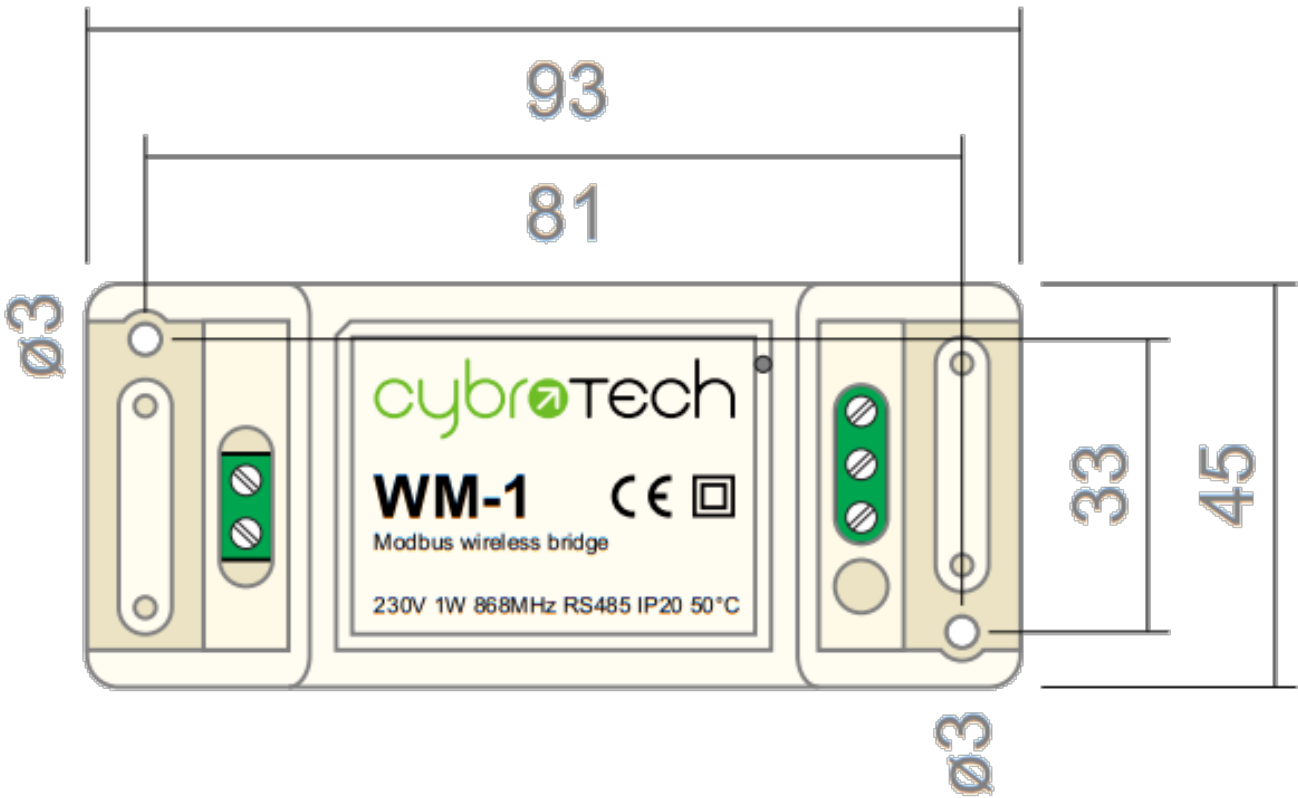 93
81
ø3
cybroTech
WM-1 CE
Modbus wireless bridge
230V 1W 868MHz RS485 IP20 50°C
33
45
ø3